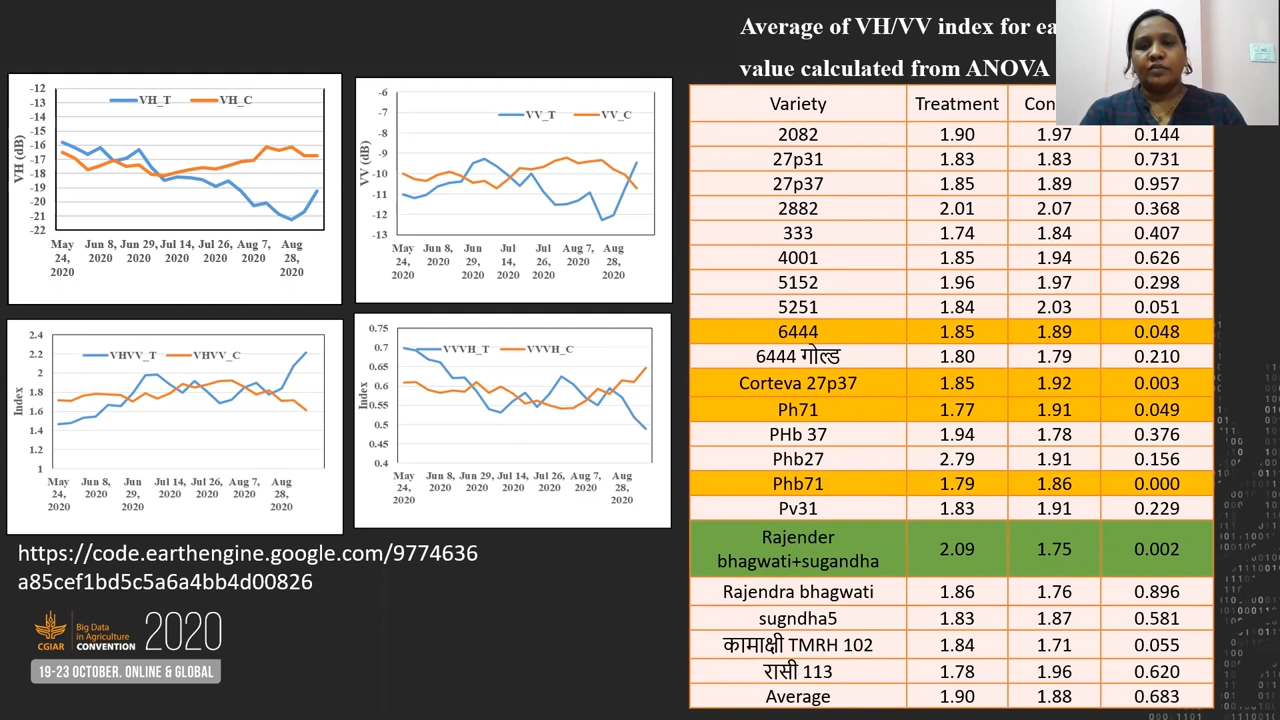 Average of VH/VV index for
value calculated from ANOVA
-12
-13
-14
-15
-16
-17
-18
-19
-20
-21
-22
VH (dB)
VH_T
VH_C
May 24, 2020
Jun 8, 2020
Jun 29, 2020
Jul 14, 2020
Jul 26, 2020
Aug 7, 2020
Aug 28, 2020
-6
-7
-8
-9
-10
-11
-12
-13
VV (dB)
VV_T
VV_C
May 24, 2020
Jun 8, 2020
Jun 29, 2020
Jul 14, 2020
Jul 26, 2020
Aug 7, 2020
Aug 28, 2020
2.4
2.2
2
1.8
1.6
1.4
1.2
1
Index
VHVV_T
VHVV_C
May 24, 2020
Jun 8, 2020
Jun 29, 2020
Jul 14, 2020
Jul 26, 2020
Aug 7, 2020
Aug 28, 2020
0.75
0.7
0.65
0.6
0.55
0.5
0.45
0.4
Index
VVVH_T
VVVH_C
May 24, 2020
Jun 8, 2020
Jun 29, 2020
Jul 14, 2020
Jul 26, 2020
Aug 7, 2020
Aug 28, 2020
https://code.earthengine.google.com/9774636
a85cef1bd5c5a6a4bb4d00826
CGIAR
Big Data
in Agriculture
CONVENTION
2020
19-23 OCTOBER. ONLINE & GLOBAL
Variety Treatment
2082 1.90 1.97 0.144
27p31 1.83 1.83 0.731
27p37 1.85 1.89 0.957
2882 2.01 2.07 0.368
333 1.74 1.84 0.407
4001 1.85 1.94 0.626
5152 1.96 1.97 0.298
5251 1.84 2.03 0.051
6444 1.85 1.89 0.048
6444 गोल्ड 1.80 1.79 0.210
Corteva 27p37 1.85 1.92 0.003
Ph71 1.77 1.91 0.049
PHb 37 1.94 1.78 0.376
Phb27 2.79 1.91 0.156
Phb71 1.79 1.86 0.000
Pv31 1.83 1.91 0.229
Rajender
bhagwati+sugandha 2.09 1.75 0.002
Rajendra bhagwati 1.86 1.76 0.896
sugndha5 1.83 1.87 0.581
कामाक्षी TMRH 102 1.84 1.71 0.055
रासी 113 1.78 1.96 0.620
Average 1.90 1.88 0.683